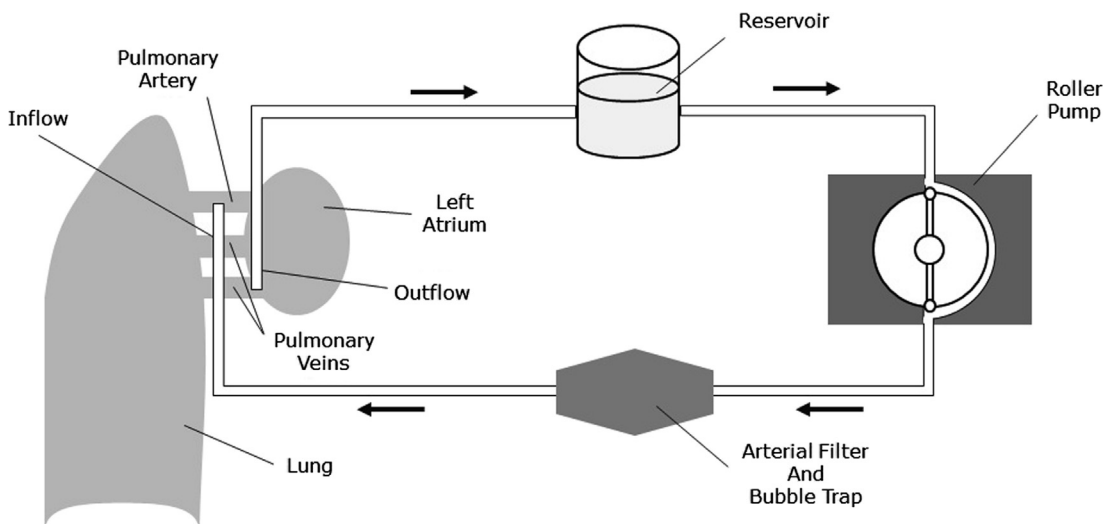 Reservoir
Pulmonary
Artery
Roller
Pump
Inflow
Left
Atrium
Outflow
Pulmonary
Veins
Lung
Arterial Filter
And
Bubble Trap